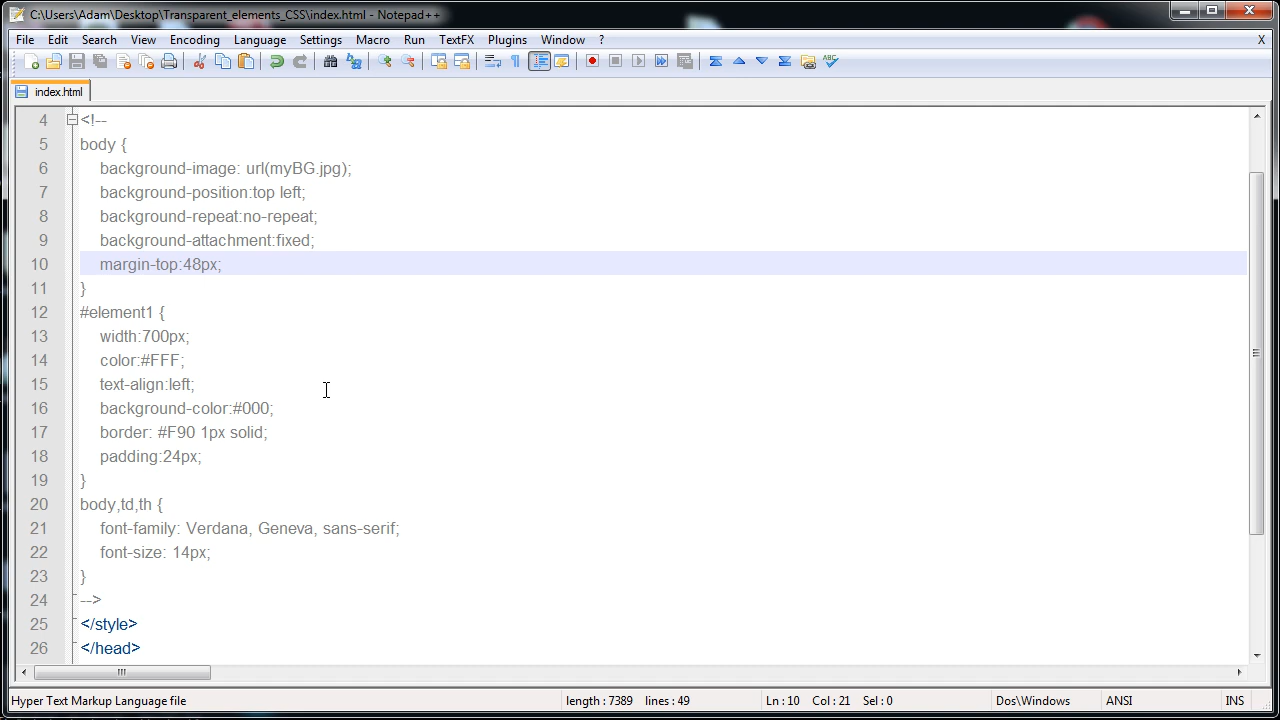 C:\Users\Adam\Desktop\Transparent_elements_CSS\index.html - Notepad++
File Edit Search View Encoding Language Settings Macro Run TextFX Plugins Window ? X
index.html
4 <!--
5 body {
6 background-image: url(myBG.jpg);
7 background-position:top left;
8 background-repeat:no-repeat;
9 background-attachment:fixed;
10 margin-top:48px;
11 }
12 #element1 {
13 width:700px;
14 color:#FFF;
15 text-align:left;
16 background-color:#000;
17 border: #F90 1px solid;
18 padding:24px;
19 }
20 body,td,th {
21 font-family: Verdana, Geneva, sans-serif;
22 font-size: 14px;
23 }
24 -->
25 </style>
26 </head>
Hyper Text Markup Language file length : 7389 lines : 49 Ln : 10 Col : 21 Sel : 0 Dos\Windows ANSI INS